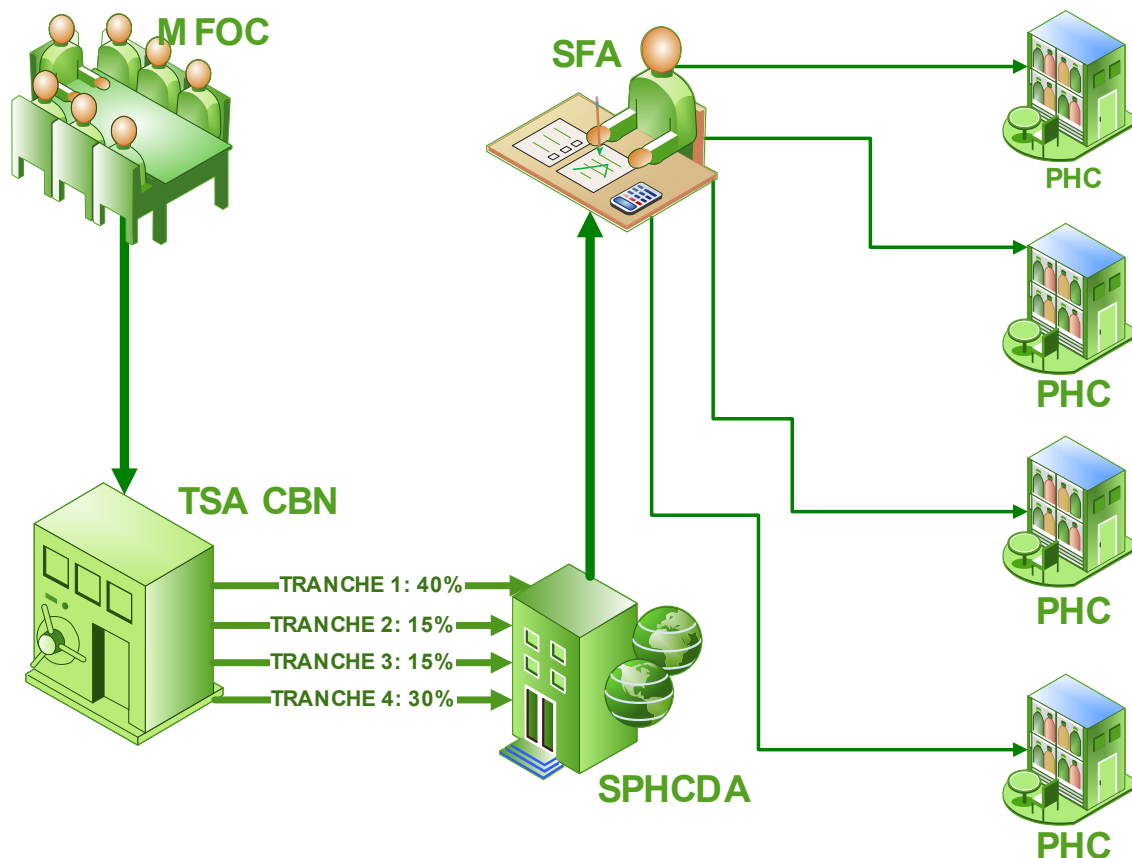 M FOC
SFA
PHC
PHC
TSA CBN
TRANCHE 1: 40%
TRANCHE 2: 15%
TRANCHE 3: 15%
TRANCHE 4: 30%
PHC
SPHCDA
PHC